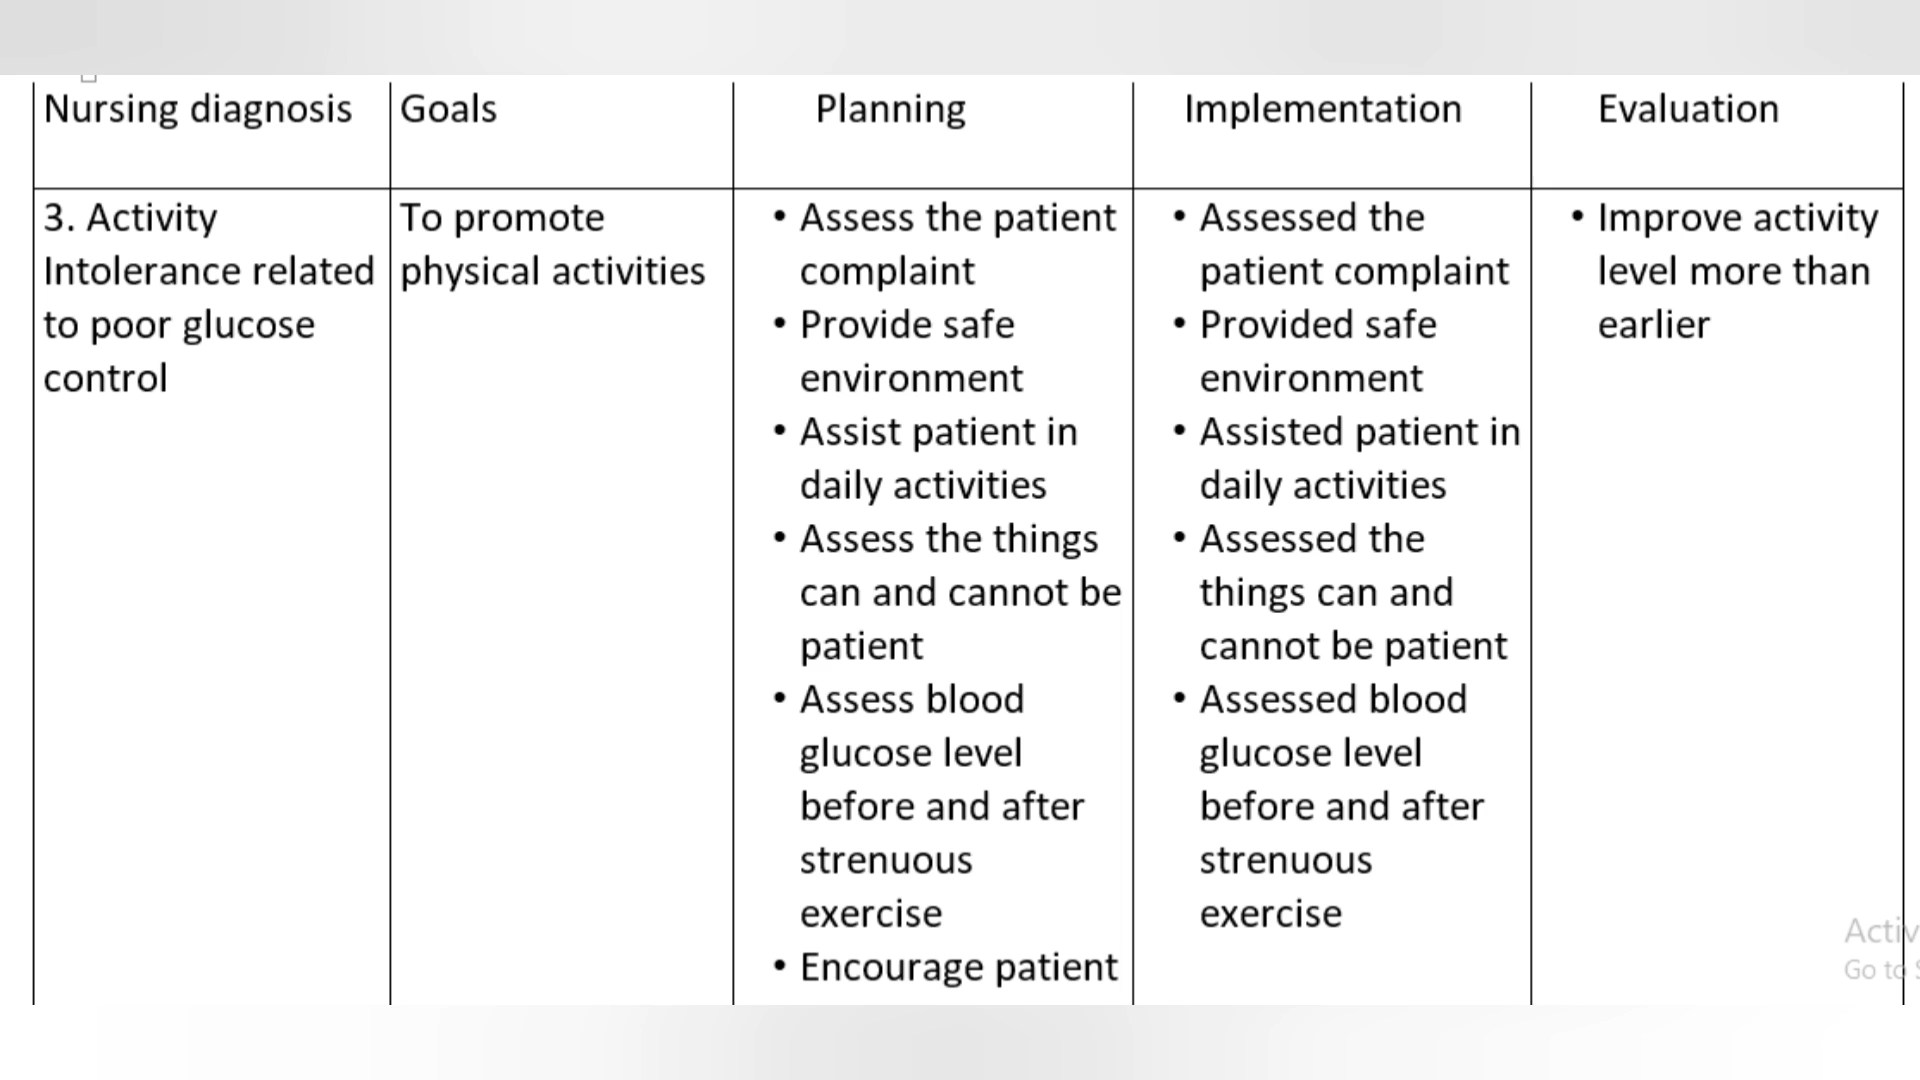 Nursing diagnosis
Goals
Planning
Implementation
Evaluation
3. Activity
Intolerance related
to poor glucose
control
To promote
physical activities
• Assess the patient
complaint
• Provide safe
environment
• Assist patient in
daily activities
• Assess the things
can and cannot be
patient
• Assess blood
glucose level
before and after
strenuous
exercise
• Encourage patient
• Assessed the
patient complaint
• Provided safe
environment
• Assisted patient in
daily activities
• Assessed the
things can and
cannot be patient
• Assessed blood
glucose level
before and after
strenuous
exercise
• Improve activity
level more than
earlier
Activ
Go to S